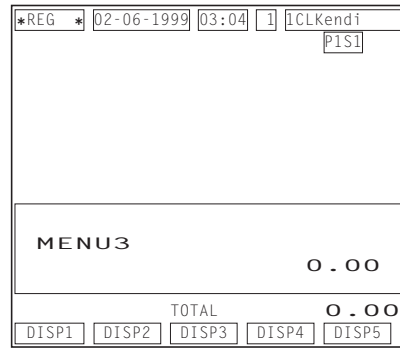 *REG * 02-06-1999 03:04 1 1CLKendi
P1S1
MENU3
0.00
TOTAL 0.00
DISP1 DISP2 DISP3 DISP4 DISP5